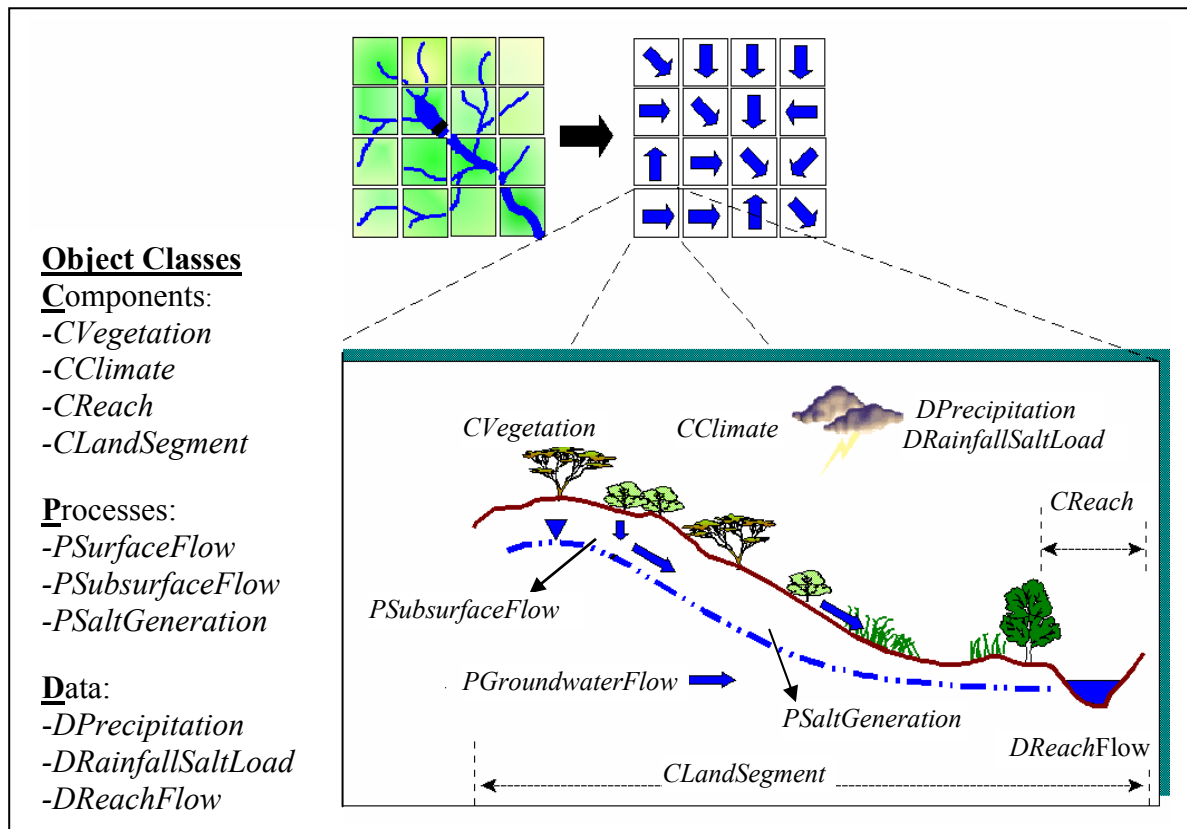 Object Classes
Components:
-CVegetation
-CClimate
-CReach
-CLandSegment
Processes:
-PSurfaceFlow
-PSubsurfaceFlow
-PSaltGeneration
Data:
-DPrecipitation
-DRainfallSaltLoad
-DReachFlow
CVegetation
CClimate
DPrecipitation
DRainfallSaltLoad
CReach
PSubsurfaceFlow
PGroundwaterFlow
PSaltGeneration
DReachFlow
CLandSegment